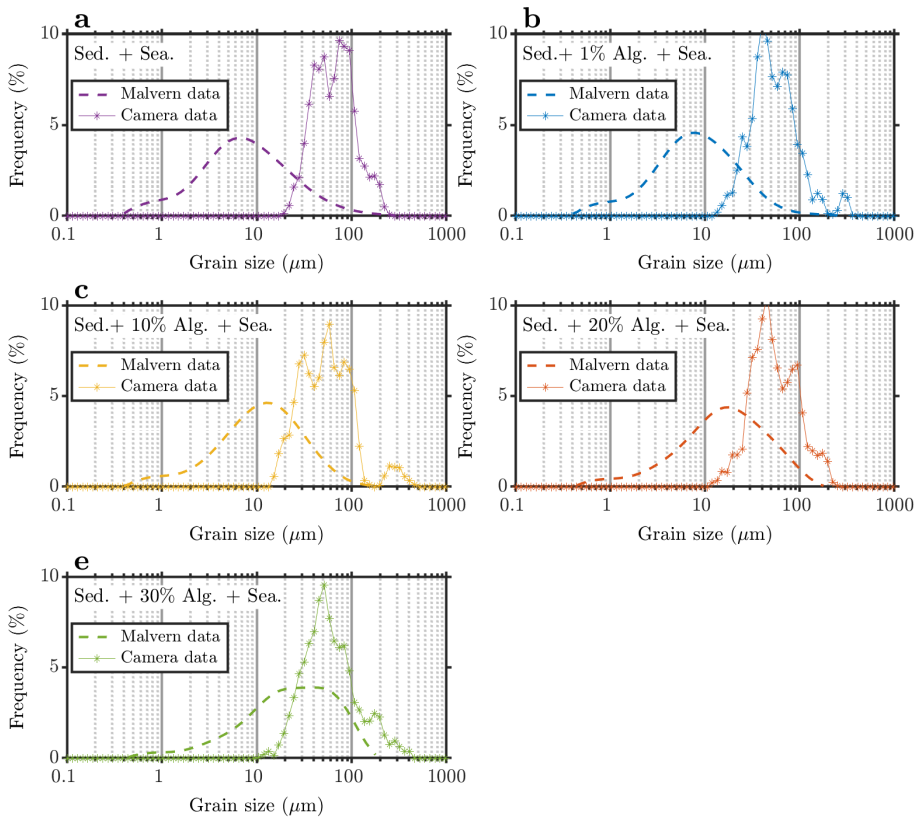 a
10
5
0
Frequency (%)
Sed. + Sea.
Malvern data
Camera data
0.1 1 10 100 1000
Grain size (μm)
b
10
5
0
Frequency (%)
Sed.+ 1% Alg. + Sea.
Malvern data
Camera data
0.1 1 10 100 1000
Grain size (μm)
c
10
5
0
Frequency (%)
Sed.+ 10% Alg. + Sea.
Malvern data
Camera data
0.1 1 10 100 1000
Grain size (μm)
10
5
0
Frequency (%)
Sed. + 20% Alg. + Sea.
Malvern data
Camera data
0.1 1 10 100 1000
Grain size (μm)
e
10
5
0
Frequency (%)
Sed. + 30% Alg. + Sea.
Malvern data
Camera data
0.1 1 10 100 1000
Grain size (μm)